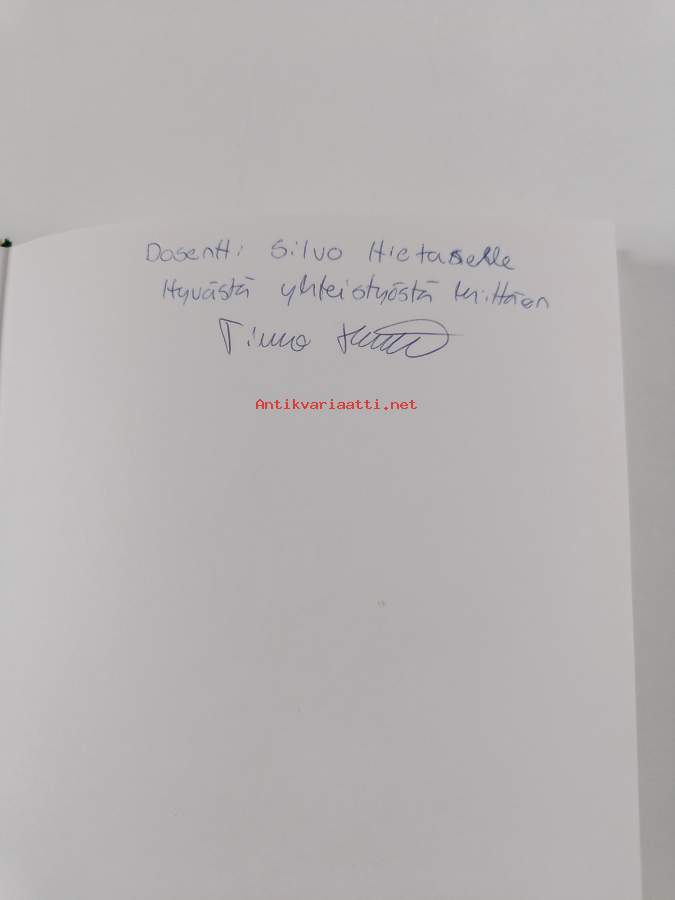 Dosentti Silvo Hietaselle
Hyvästä yhteistyöstä kiittäen
Timo
Antikvariaatti.net